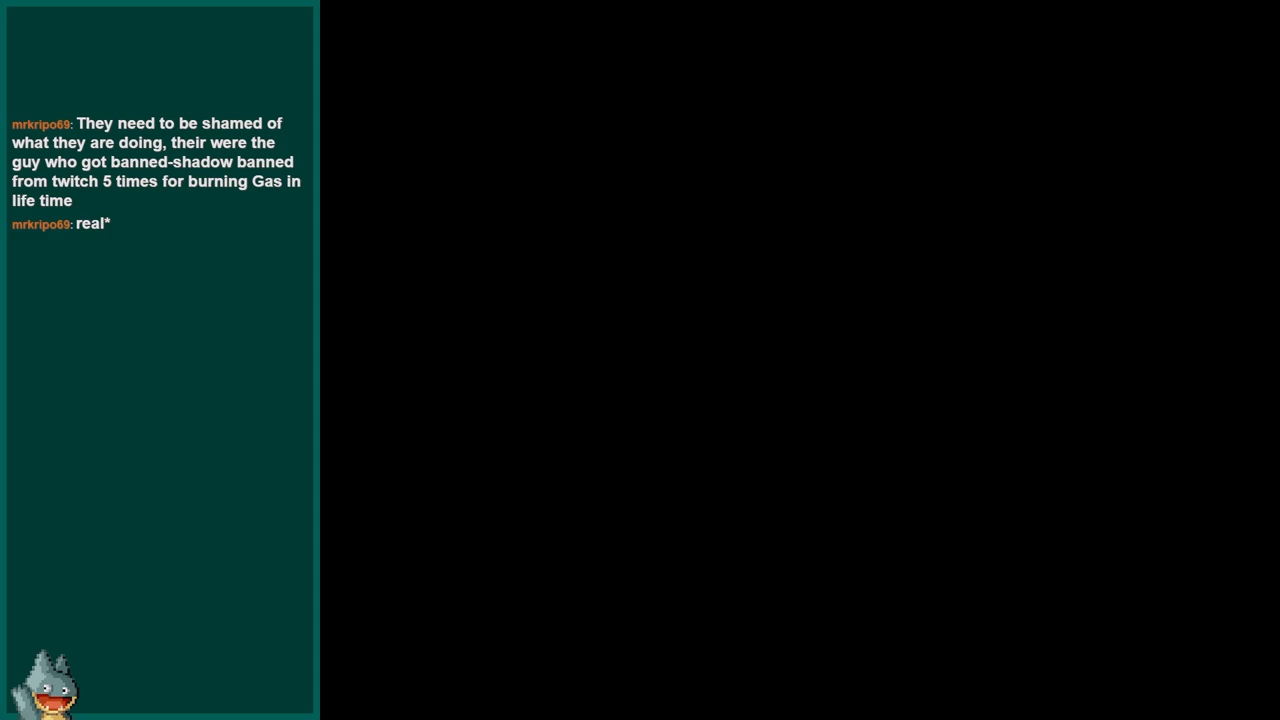 mrkripo69: They need to be shamed of
what they are doing, their were the
guy who got banned-shadow banned
from twitch 5 times for burning Gas in
life time
mrkripo69: real*